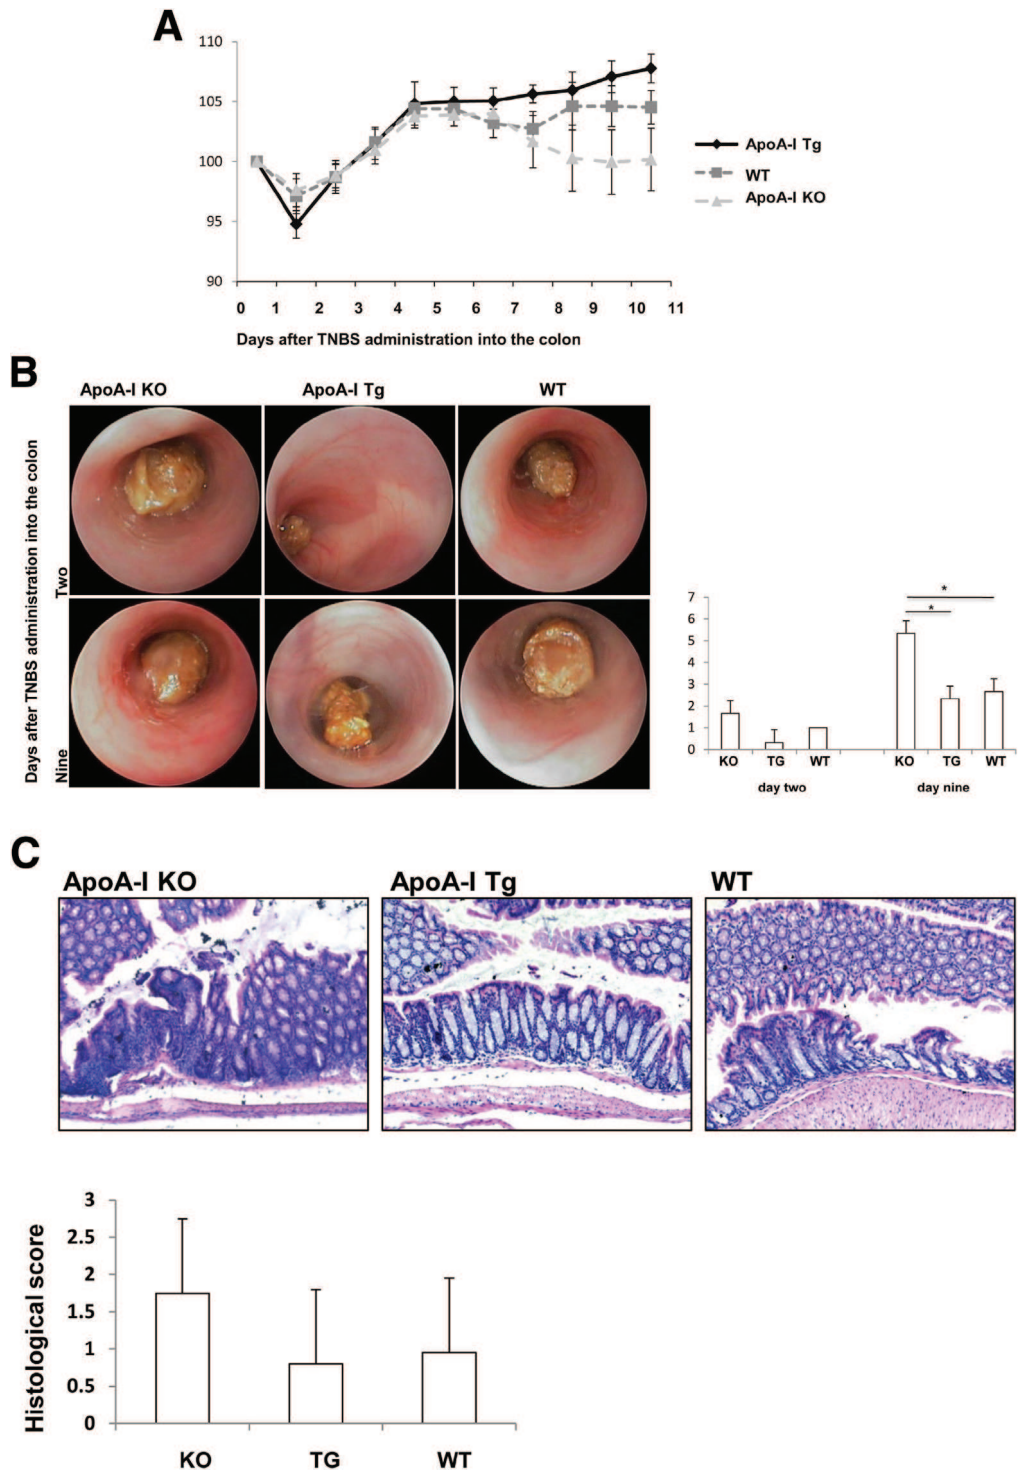 A
110
105
100
95
90
0 1 2 3 4 5 6 7 8 9 10 11
Days after TNBS administration into the colon
ApoA-I Tg
WT
ApoA-I KO
B
ApoA-I KO ApoA-I Tg WT
Days after TNBS administration into the colon
Two
Nine
7
6
5
4
3
2
1
0
* *
KO TG WT KO TG WT
day two day nine
C
ApoA-I KO ApoA-I Tg WT
Histological score
3
2.5
2
1.5
1
0.5
0
KO TG WT